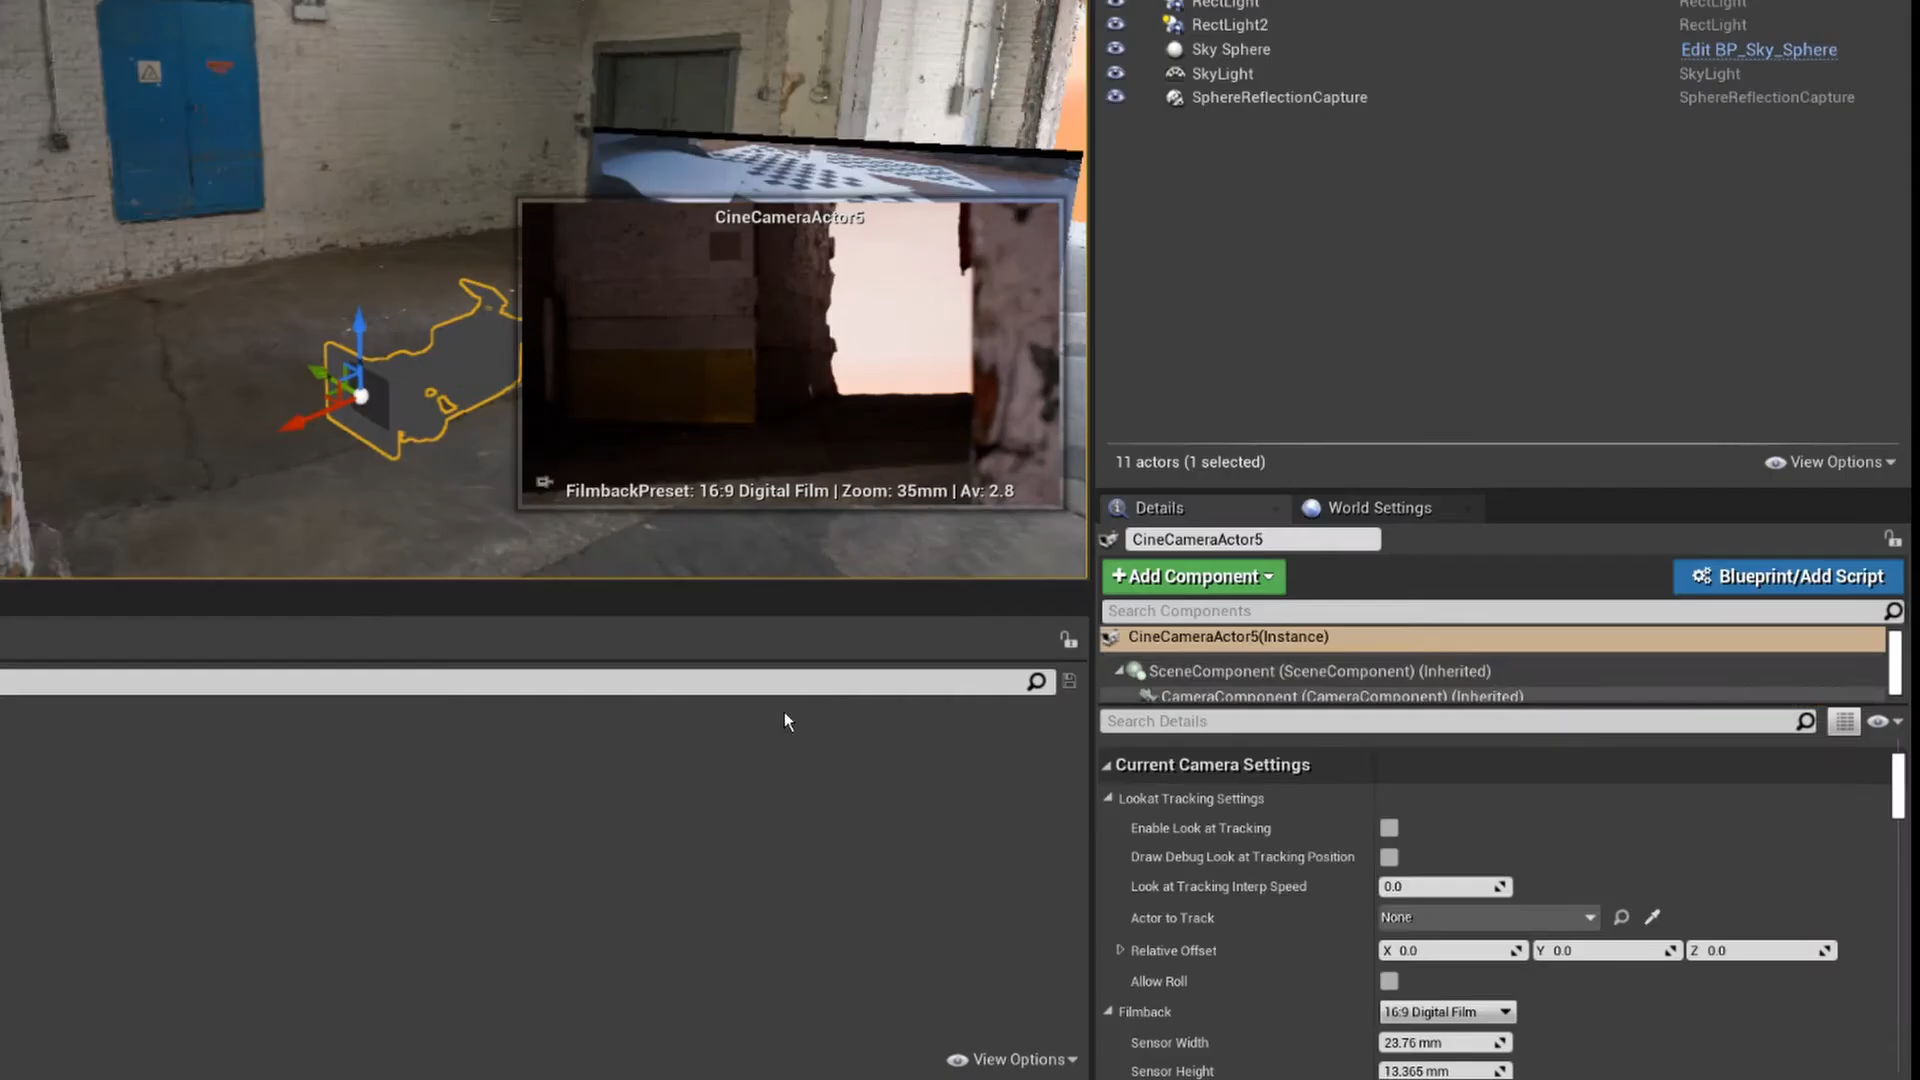 RectLight RectLight
RectLight2 RectLight
Sky Sphere Edit BP_Sky_Sphere
SkyLight SkyLight
SphereReflectionCapture SphereReflectionCapture
CineCameraActor5
FilmbackPreset: 16:9 Digital Film | Zoom: 35mm | Av: 2.8
11 actors (1 selected) View Options
Details World Settings
CineCameraActor5
+Add Component Blueprint/Add Script
Search Components
CineCameraActor5(Instance)
SceneComponent (SceneComponent) (Inherited)
CameraComponent (CameraComponent) (Inherited)
Search Details
Current Camera Settings
Lookat Tracking Settings
Enable Look at Tracking
Draw Debug Look at Tracking Position
Look at Tracking Interp Speed 0.0
Actor to Track None
Relative Offset X 0.0 Y 0.0 Z 0.0
Allow Roll
Filmback 16:9 Digital Film
Sensor Width 23.76 mm
Sensor Height 13.365 mm
View Options